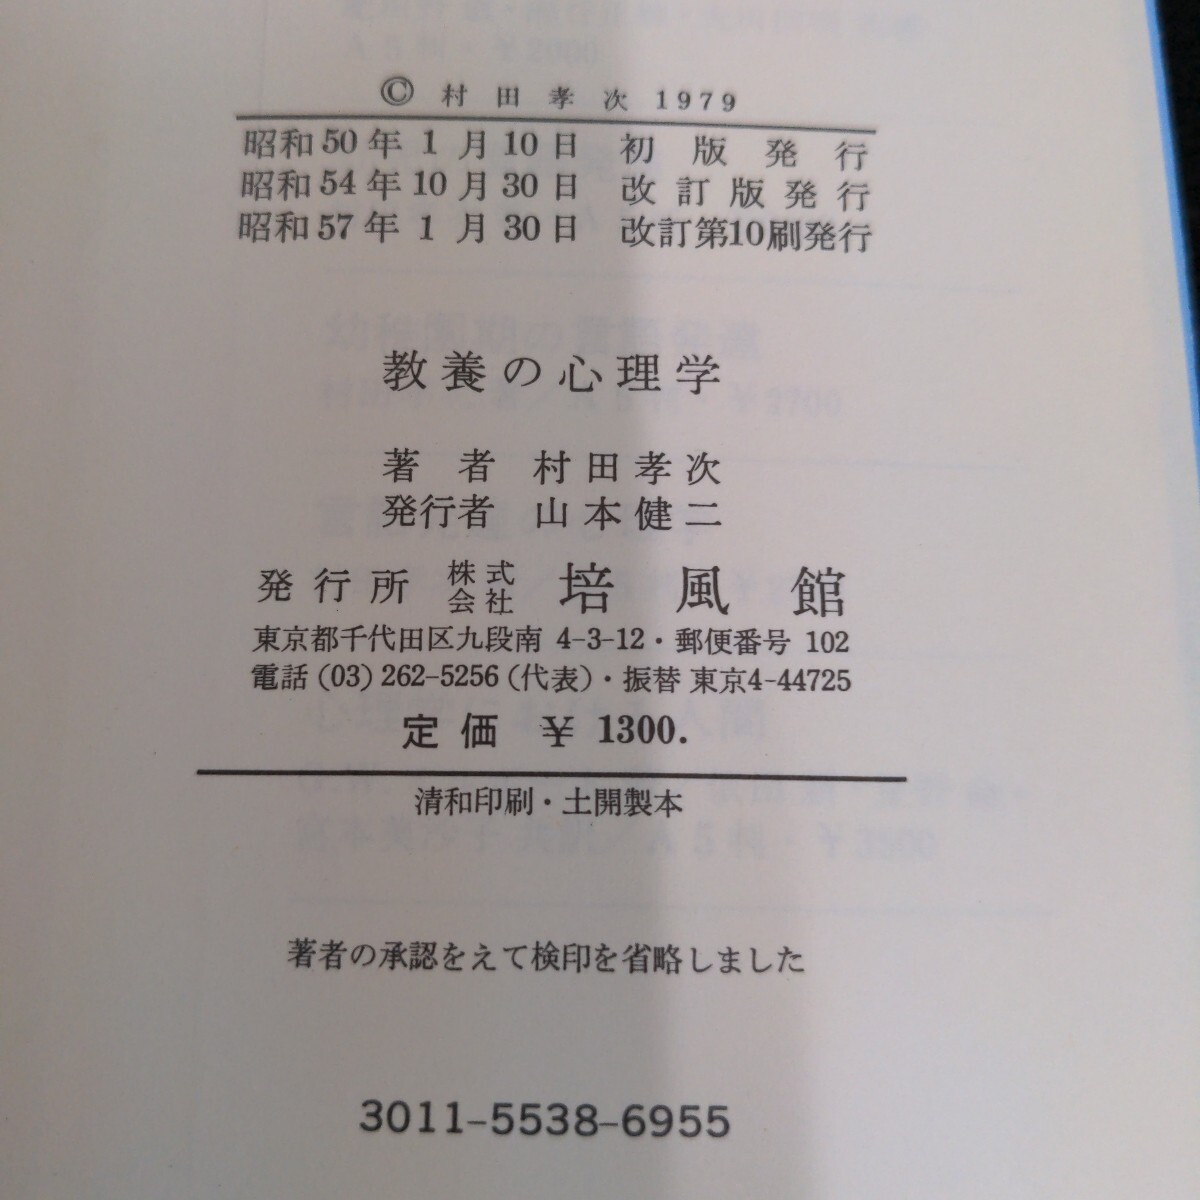 © 村田孝次 1979
昭和50年1月10日 初版発行
昭和54年10月30日 改訂版発行
昭和57年1月30日 改訂第10刷発行
教養の心理学
著者 村田孝次
発行者 山本健二
発行所 株式会社 培風館
東京都千代田区九段南 4-3-12・郵便番号 102
電話 (03) 262-5256 (代表)・振替 東京4-44725
定価 ¥ 1300.
清和印刷・土開製本
著者の承認をえて検印を省略しました
3011-5538-6955